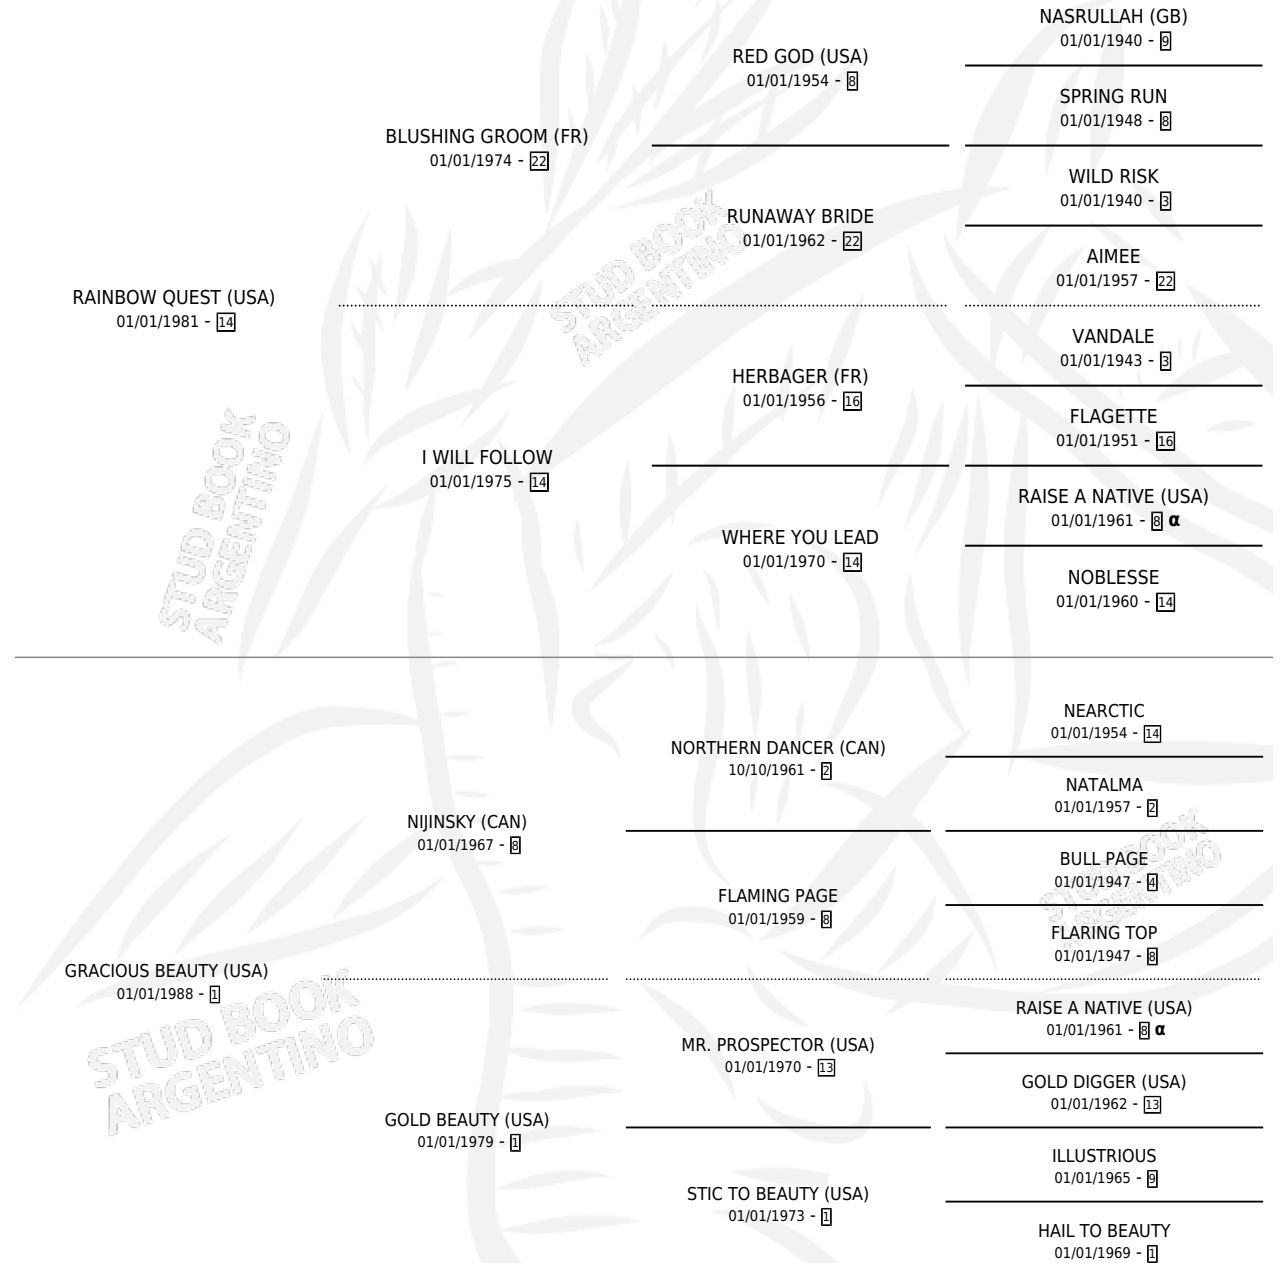 NASRULLAH (GB)
01/01/1940 - 9
RED GOD (USA)
01/01/1954 - 8
SPRING RUN
01/01/1948 - 8
BLUSHING GROOM (FR)
01/01/1974 - 22
WILD RISK
01/01/1940 - 3
RUNAWAY BRIDE
01/01/1962 - 22
AIMEE
01/01/1957 - 22
RAINBOW QUEST (USA)
01/01/1981 - 14
VANDALE
01/01/1943 - 3
HERBAGER (FR)
01/01/1956 - 16
FLAGETTE
01/01/1951 - 16
I WILL FOLLOW
01/01/1975 - 14
RAISE A NATIVE (USA)
01/01/1961 - 8 α
WHERE YOU LEAD
01/01/1970 - 14
NOBLESSE
01/01/1960 - 14
NEARCTIC
01/01/1954 - 14
NORTHERN DANCER (CAN)
10/10/1961 - 2
NATALMA
01/01/1957 - 2
NIJINSKY (CAN)
01/01/1967 - 8
BULL PAGE
01/01/1947 - 4
FLAMING PAGE
01/01/1959 - 8
FLARING TOP
01/01/1947 - 8
GRACIOUS BEAUTY (USA)
01/01/1988 - 1
RAISE A NATIVE (USA)
01/01/1961 - 8 α
MR. PROSPECTOR (USA)
01/01/1970 - 13
GOLD DIGGER (USA)
01/01/1962 - 13
GOLD BEAUTY (USA)
01/01/1979 - 1
ILLUSTRIOUS
01/01/1965 - 9
STIC TO BEAUTY (USA)
01/01/1973 - 1
HAIL TO BEAUTY
01/01/1969 - 1
STUD BOOK
ARGENTINO
STUD BOOK
ARGENTINO
STUD BOOK
ARGENTINO
STUD BOOK
ARGENTINO